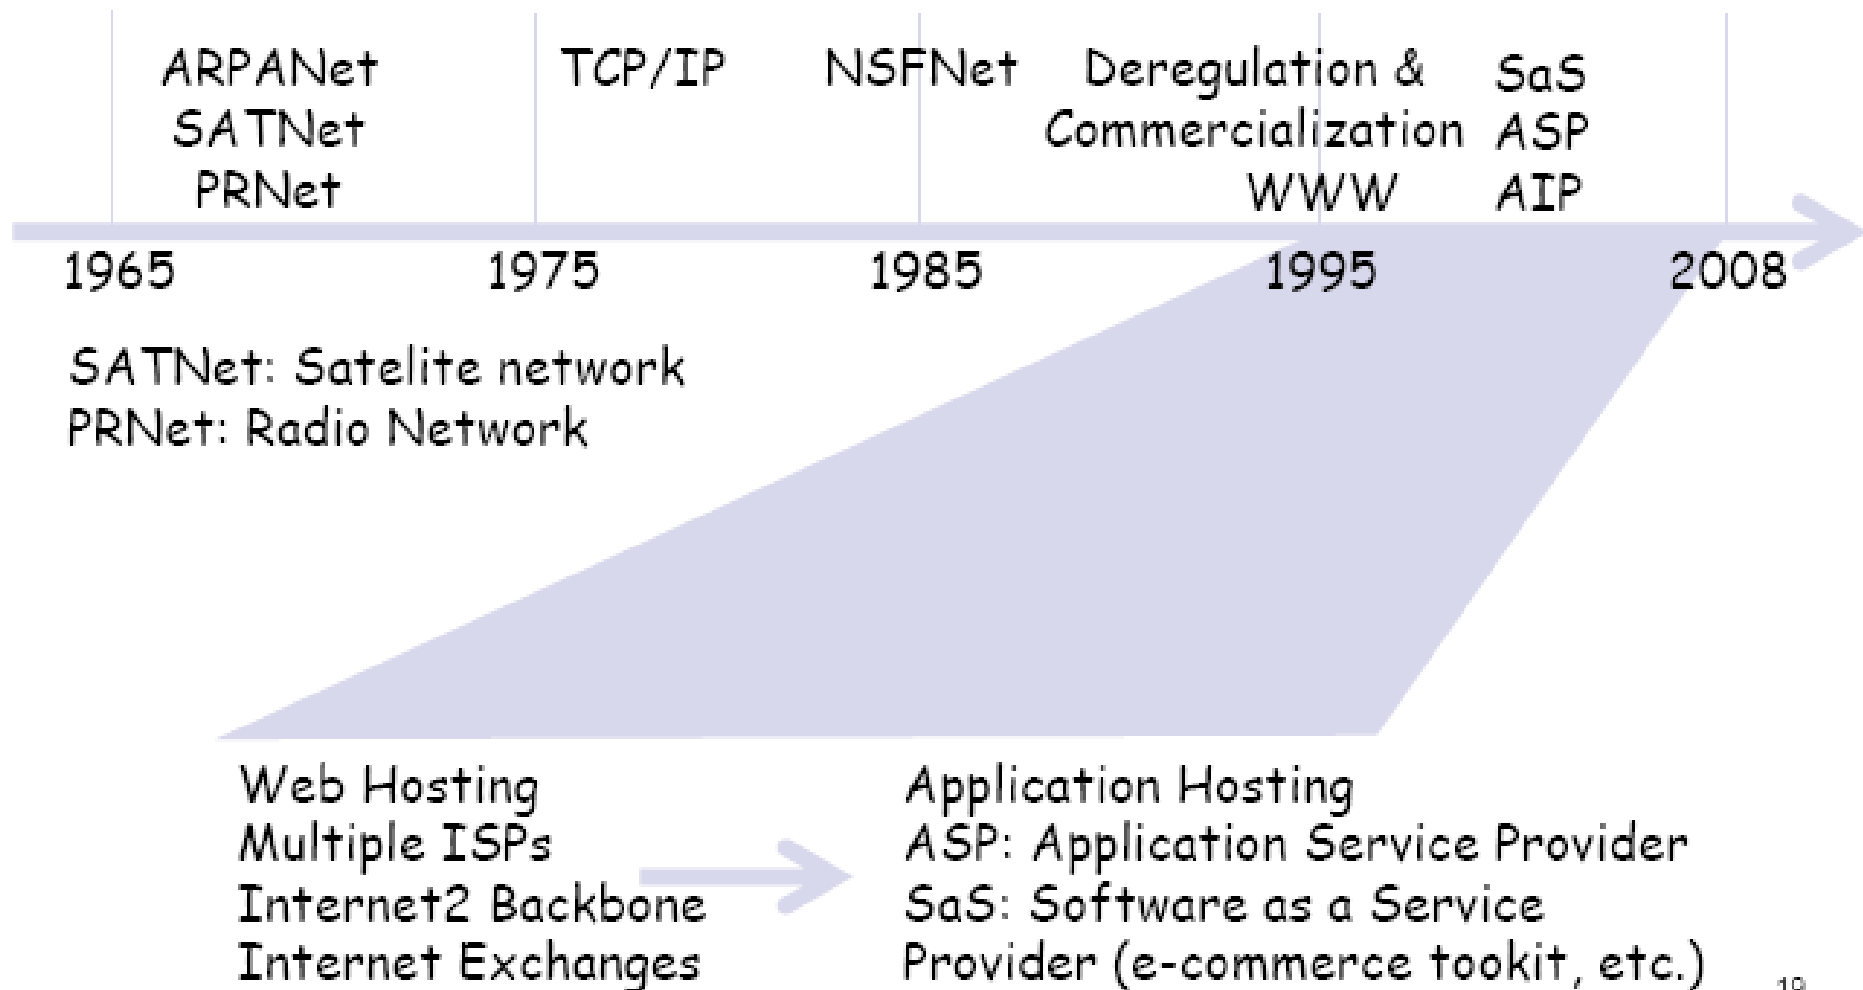 ARPANet TCP/IP NSFNet Deregulation & SaS
SATNet Commercialization ASP
PRNet WWW AIP
1965 1975 1985 1995 2008
SATNet: Satelite network
PRNet: Radio Network
Web Hosting
Multiple ISPs
Internet2 Backbone
Internet Exchanges
Application Hosting
ASP: Application Service Provider
SaS: Software as a Service
Provider (e-commerce tookit, etc.)
19